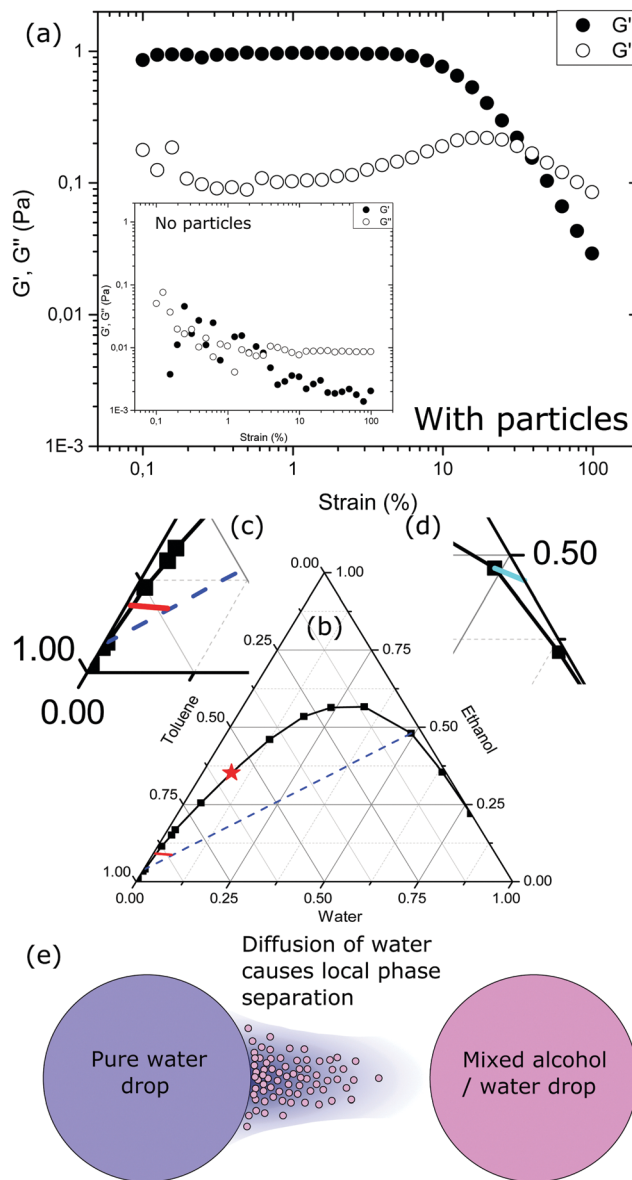 (a)
G'
G'
G', G'' (Pa)
1
0,1
0,01
1E-3
No particles
G'
G''
G', G'' (Pa)
1
0,1
0,01
1E-3
0,1
1
10
100
Strain (%)
With particles
0,1
1
10
100
Strain (%)
(c)
1.00
0.00
(d)
0.50
(b)
0.00
1.00
0.25
0.75
0.50
0.50
0.75
0.25
1.00
0.00
Toluene
Ethanol
0.00
0.25
0.50
0.75
1.00
Water
(e)
Diffusion of water
causes local phase
separation
Pure water
drop
Mixed alcohol
/ water drop